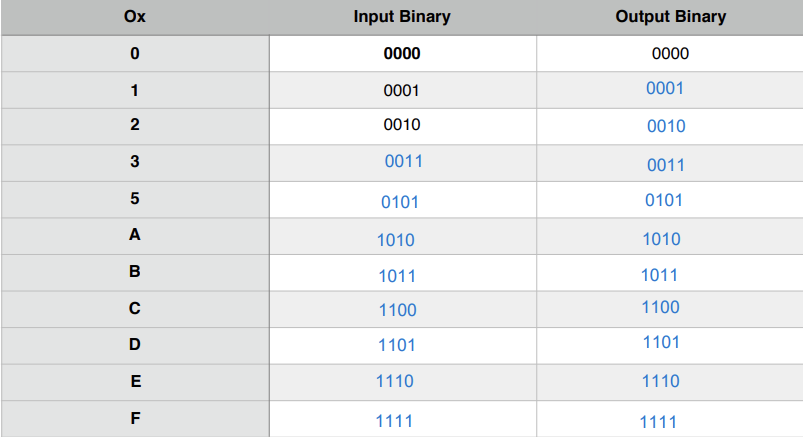 Ox Input Binary Output Binary
0 0000 0000
1 0001 0001
2 0010 0010
3 0011 0011
5 0101 0101
A 1010 1010
B 1011 1011
C 1100 1100
D 1101 1101
E 1110 1110
F 1111 1111